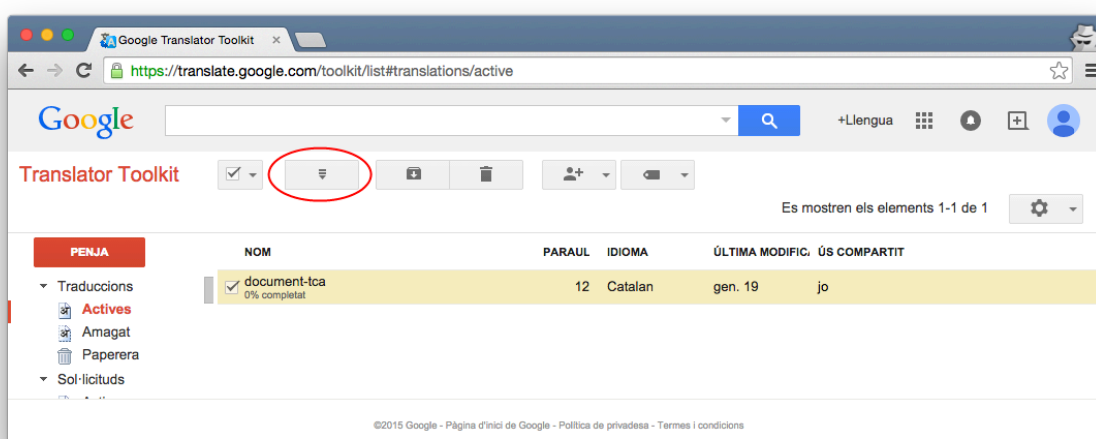 Google Translator Toolkit
https://translate.google.com/toolkit/list#translations/active
Google
+Llengua
Translator Toolkit
Es mostren els elements 1-1 de 1
PENJA
NOM PARAUL IDIOMA ÚLTIMA MODIFIC ÚS COMPARTIT
Traduccions
document-tca 12 Catalan gen. 19 jo
0% completat
Actives
Amagat
Paperera
Sol·licituds
©2015 Google - Pàgina d'inici de Google - Política de privadesa - Termes i condicions